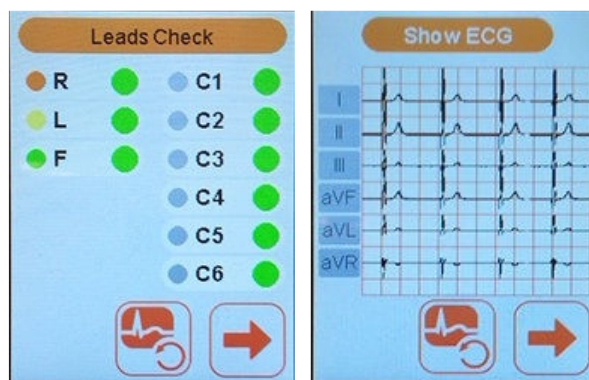 Leads Check
R
C1
L
C2
F
C3
C4
C5
C6
Show ECG
I
II
III
aVF
aVL
aVR